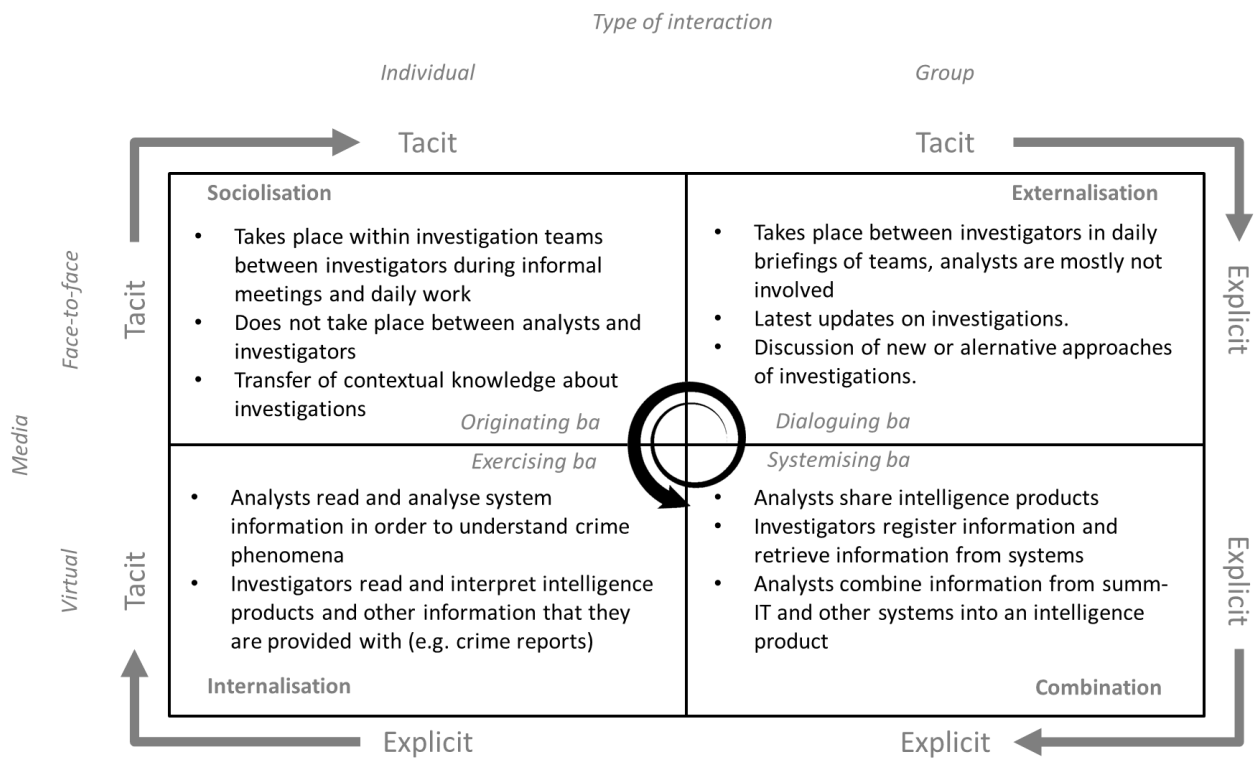 Type of interaction
Individual
Group
Tacit
Tacit
Media
Face-to-face
Tacit
Sociolisation
• Takes place within investigation teams
between investigators during informal
meetings and daily work
• Does not take place between analysts and
investigators
• Transfer of contextual knowledge about
investigations
Originating ba
Externalisation
• Takes place between investigators in daily
briefings of teams, analysts are mostly not
involved
• Latest updates on investigations.
• Discussion of new or alernative approaches
of investigations.
Dialoguing ba
Explicit
Virtual
Tacit
Exercising ba
• Analysts read and analyse system
information in order to understand crime
phenomena
• Investigators read and interpret intelligence
products and other information that they
are provided with (e.g. crime reports)
Internalisation
Systemising ba
• Analysts share intelligence products
• Investigators register information and
retrieve information from systems
• Analysts combine information from summ-
IT and other systems into an intelligence
product
Combination
Explicit
Explicit
Explicit